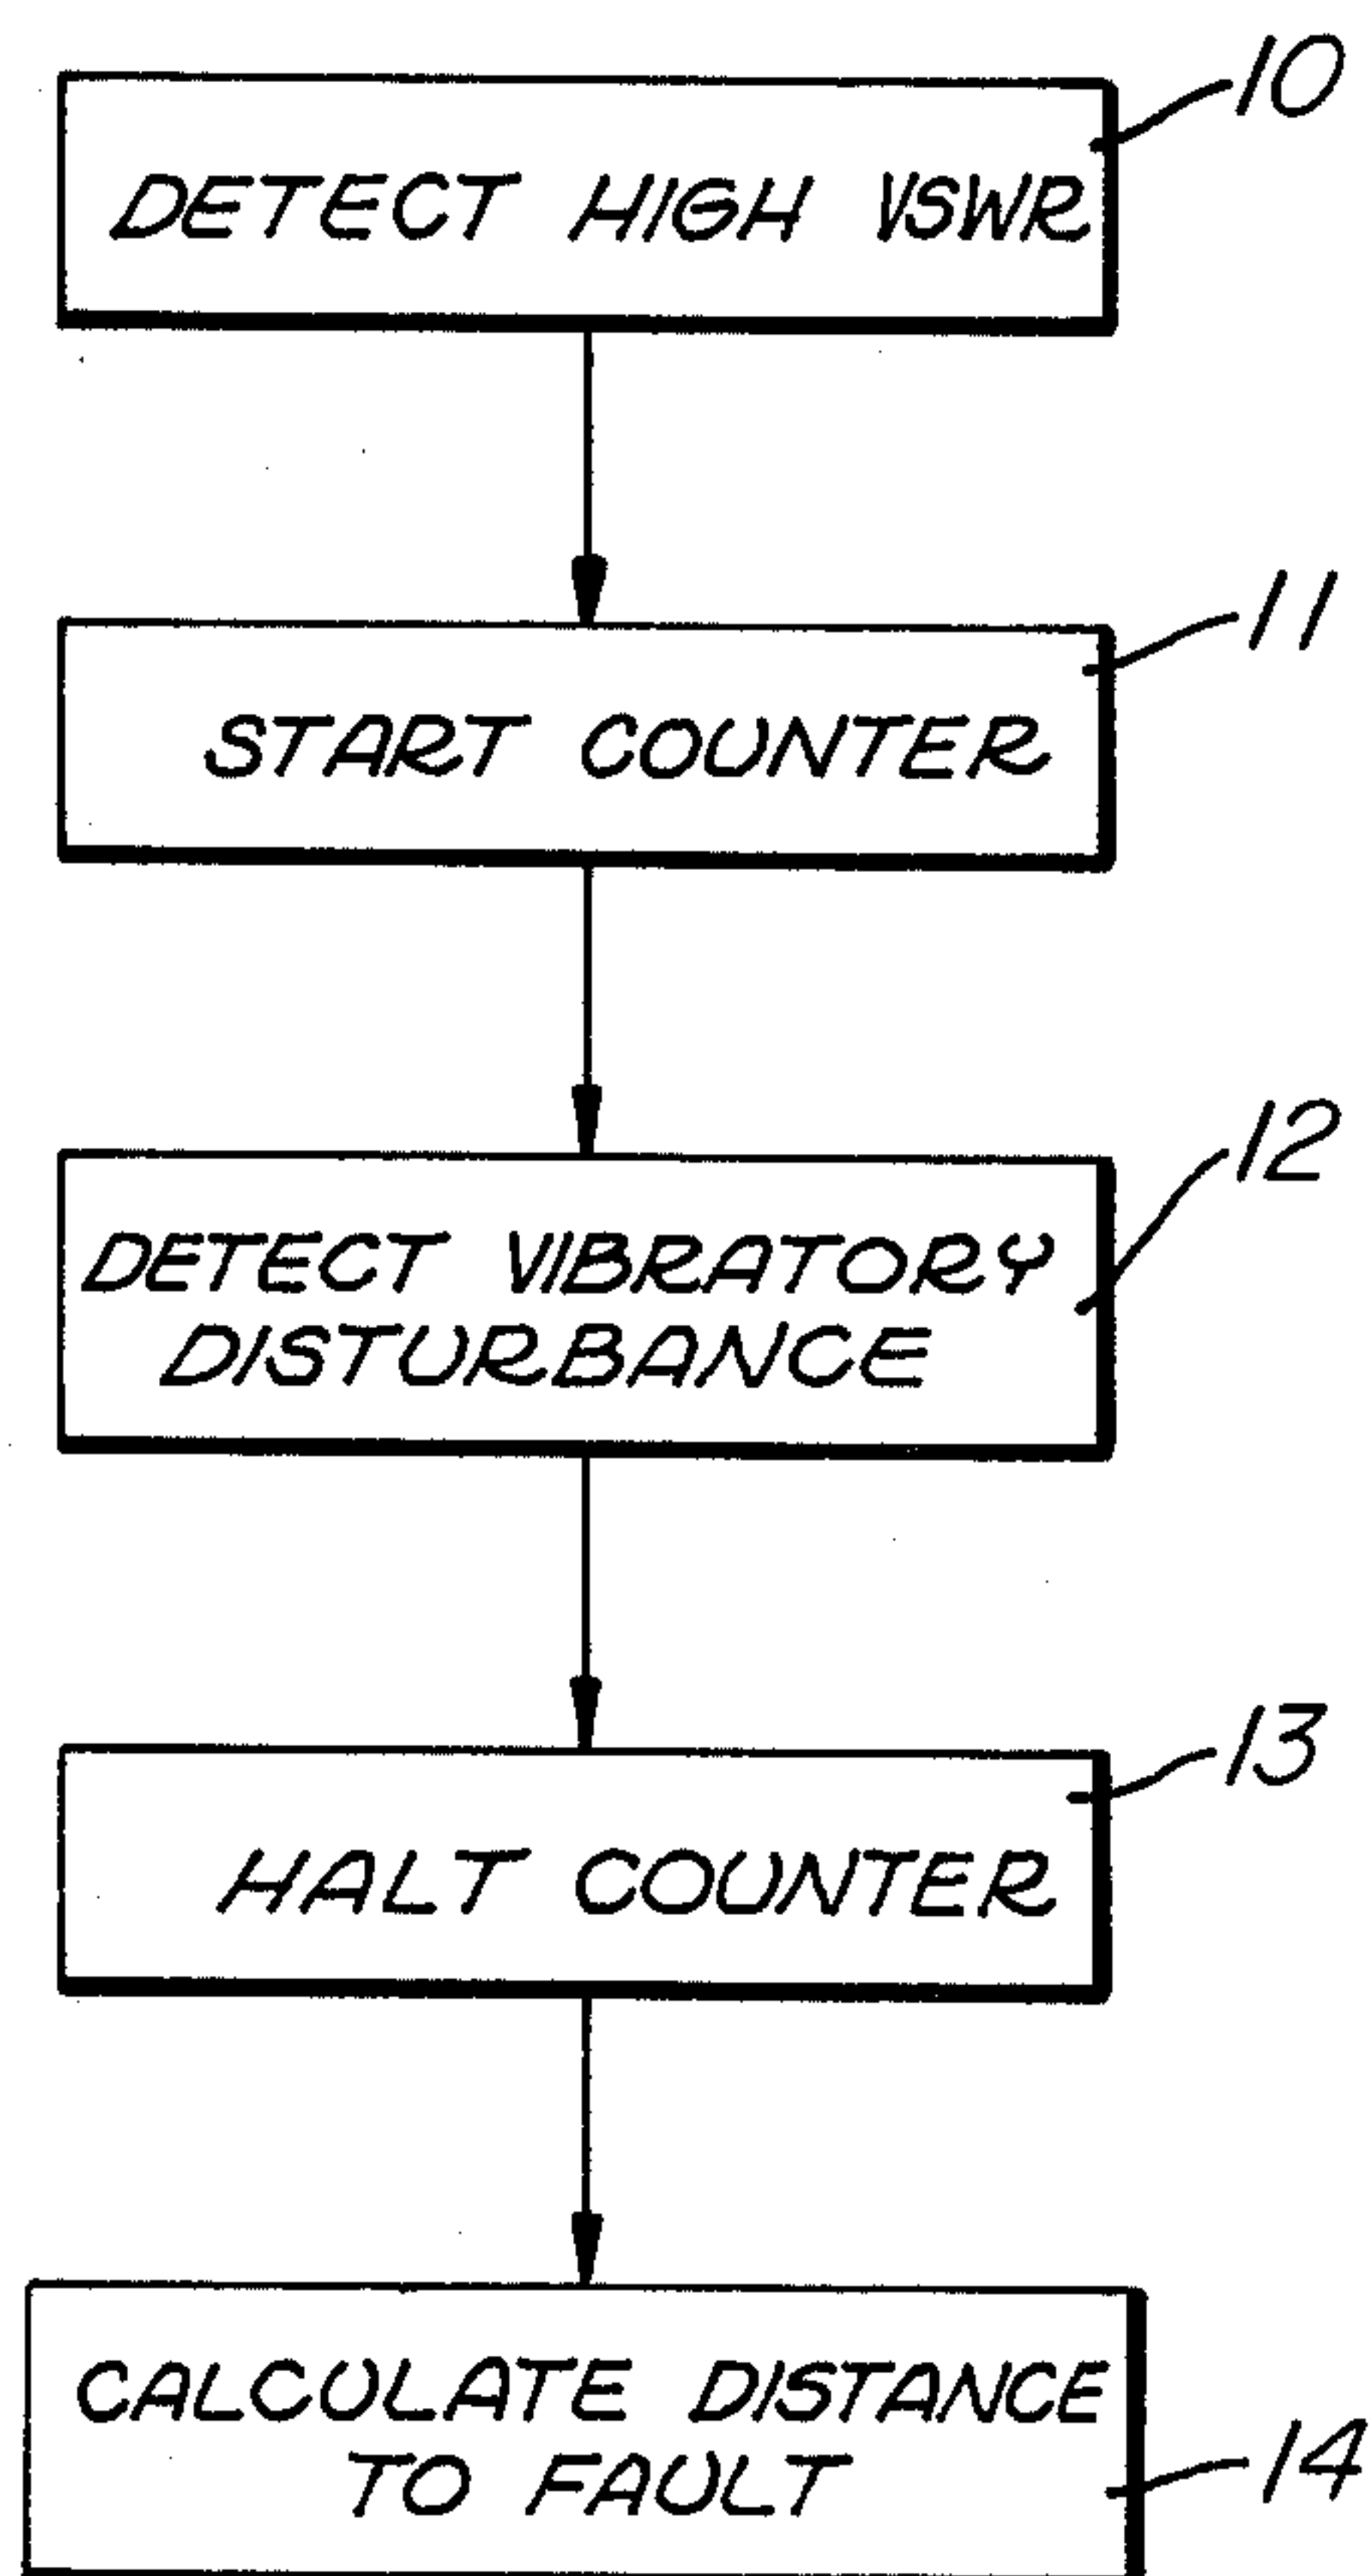 10
DETECT HIGH VSWR
11
START COUNTER
12
DETECT VIBRATORY
DISTURBANCE
13
HALT COUNTER
CALCULATE DISTANCE
TO FAULT
14